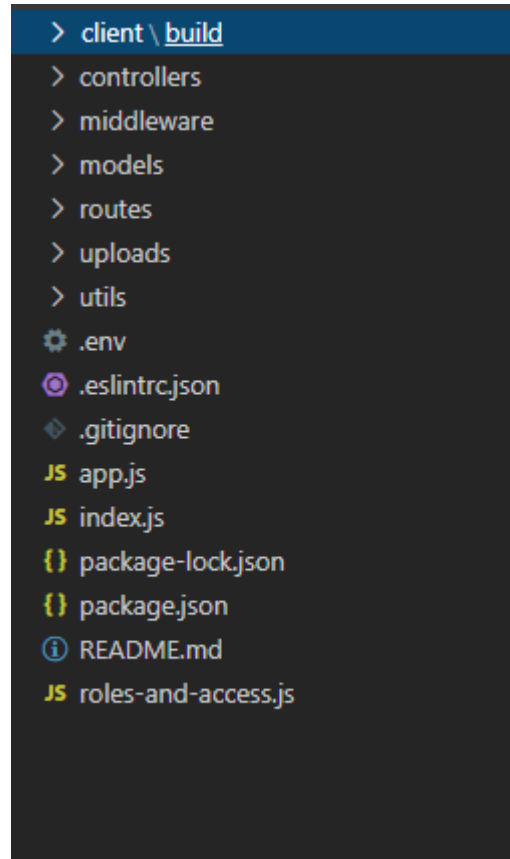 > client \ build
> controllers
> middleware
> models
> routes
> uploads
> utils
.env
.eslintrc.json
.gitignore
JS app.js
JS index.js
{} package-lock.json
{} package.json
README.md
JS roles-and-access.js